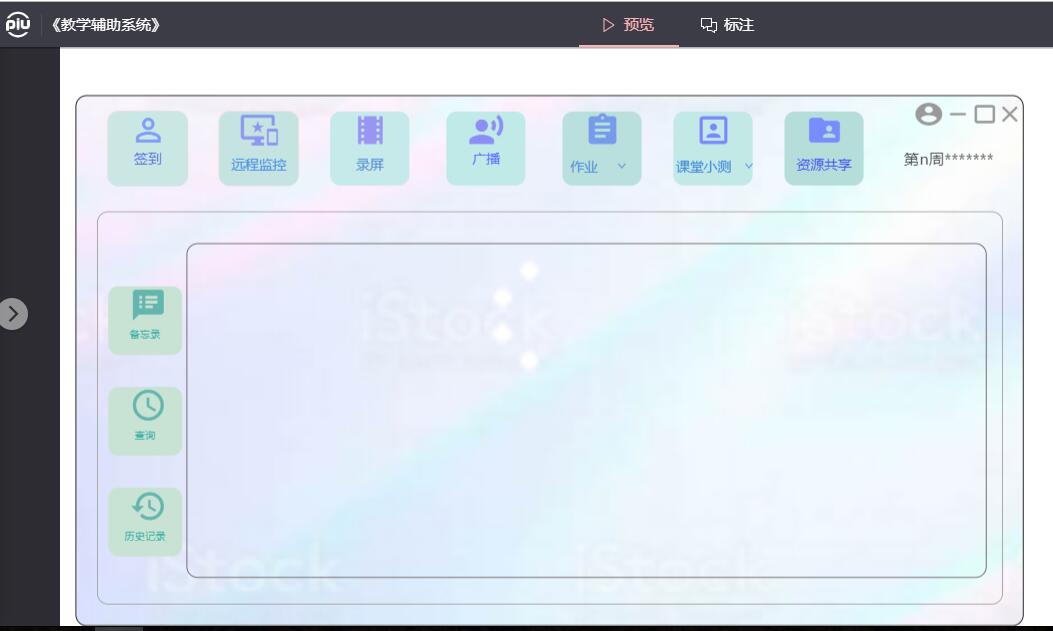 piu 《教学辅助系统》 预览 标注
签到 远程监控 录屏 广播 作业 课堂小测 资源共享
第n周*******
备忘录
查询
历史记录
iStock
iStock
iStock
iStock